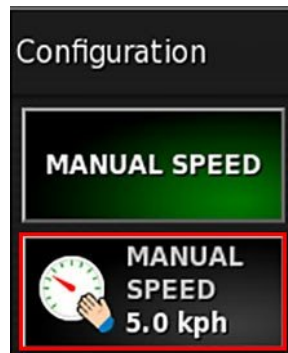 Configuration
MANUAL SPEED
MANUAL
SPEED
5.0 kph